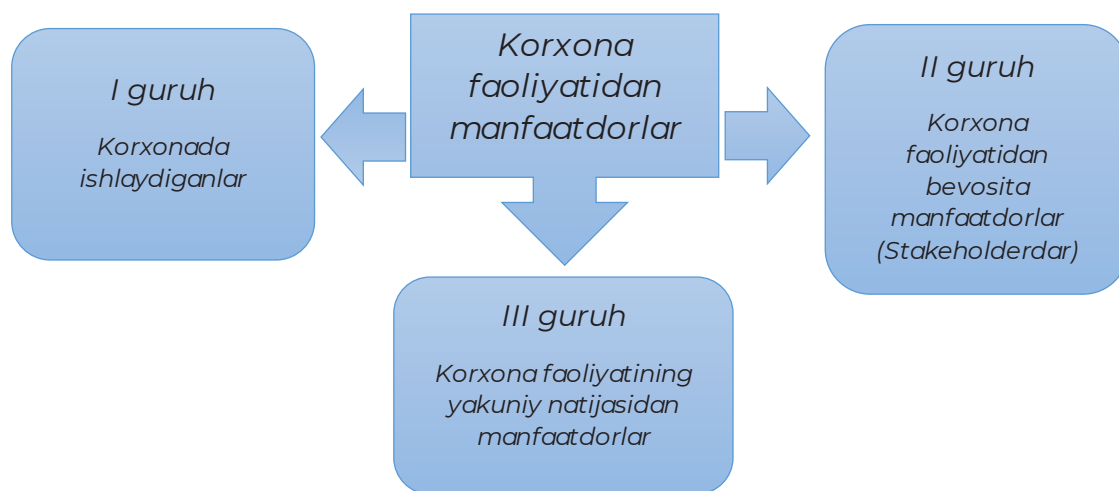 Korxona
faoliyatidan
manfaatdorlar
I guruh
Korxonada
ishlaydiganlar
II guruh
Korxona
faoliyatidan
bevosita
manfaatdorlar
(Stakeholderdar)
III guruh
Korxona faoliyatining
yakuniy natijasidan
manfaatdorlar